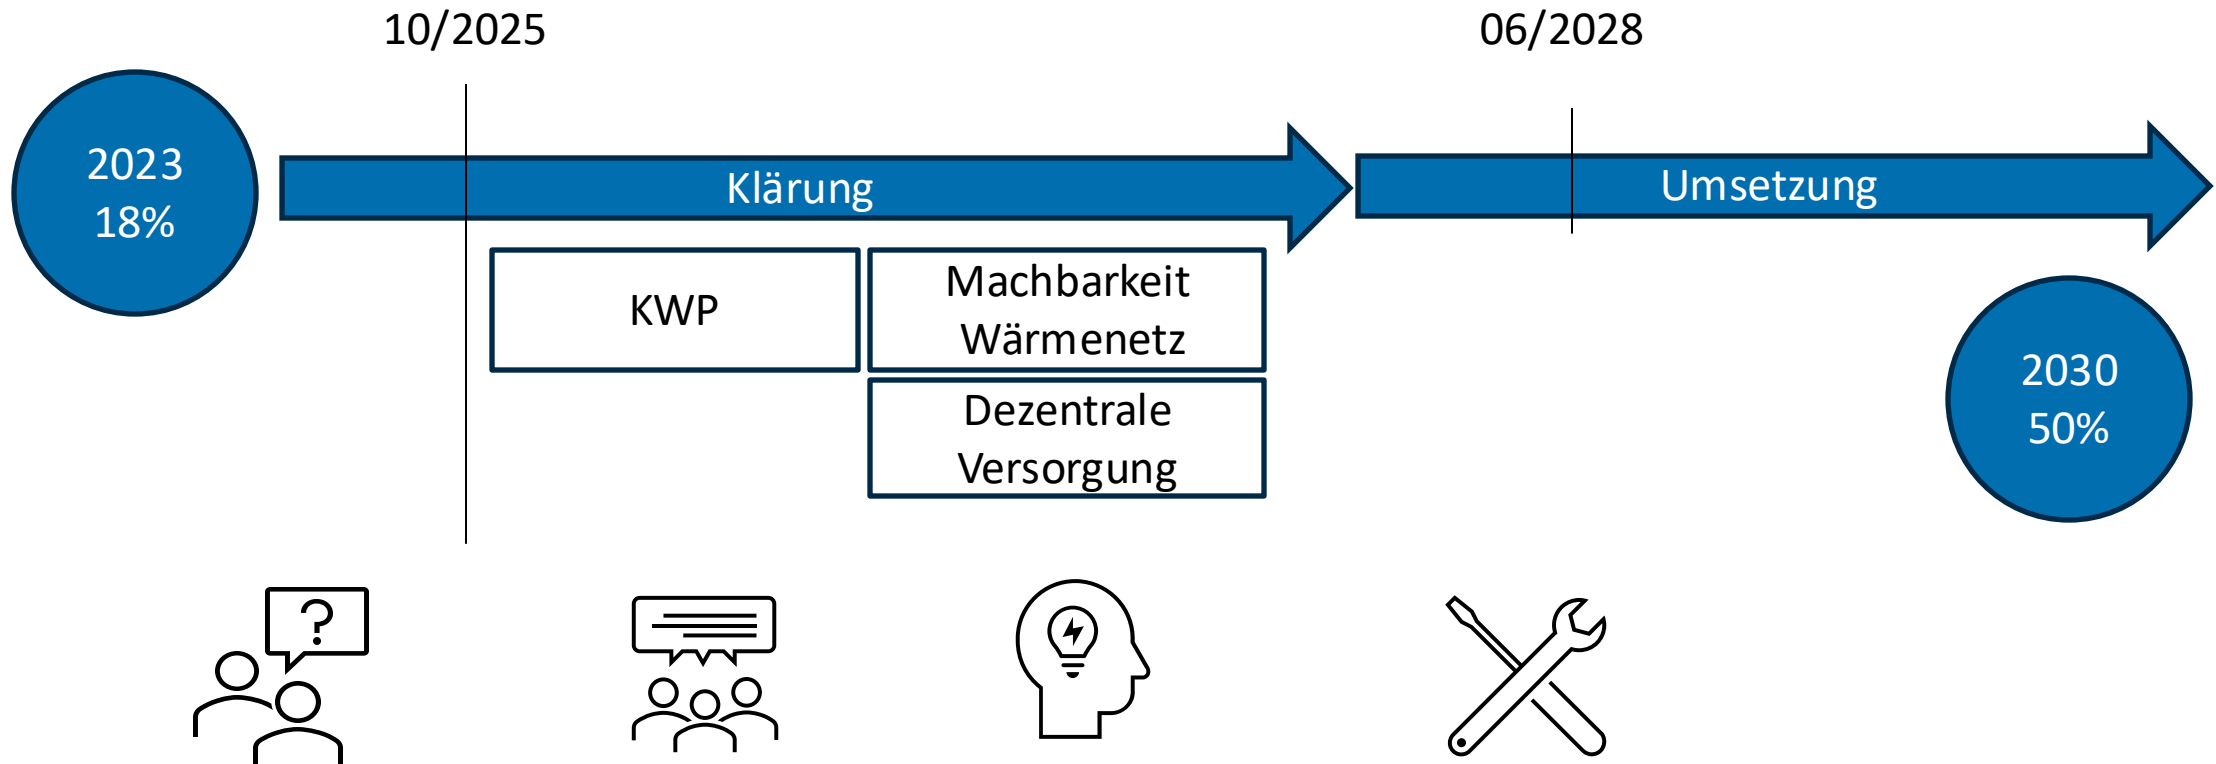 10/2025
06/2028
2023
18%
Klärung
Umsetzung
KWP
Machbarkeit
Wärmenetz
Dezentrale
Versorgung
2030
50%
?